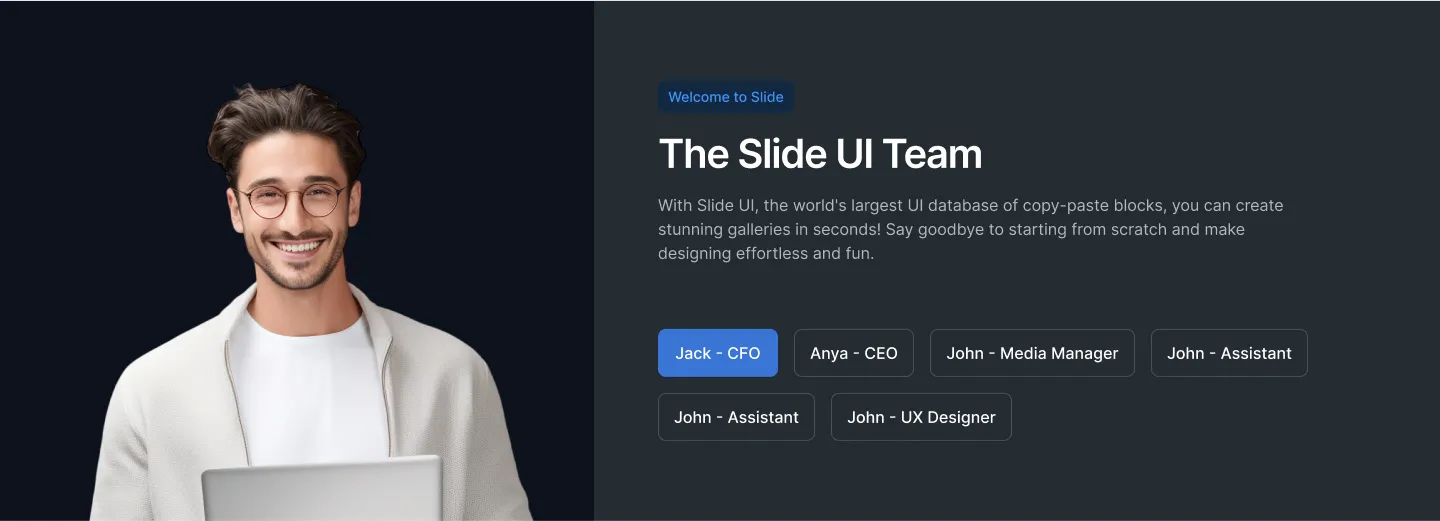 Welcome to Slide
The Slide UI Team
With Slide UI, the world's largest UI database of copy-paste blocks, you can create
stunning galleries in seconds! Say goodbye to starting from scratch and make
designing effortless and fun.
Jack - CFO
Anya - CEO
John - Media Manager
John - Assistant
John - Assistant
John - UX Designer